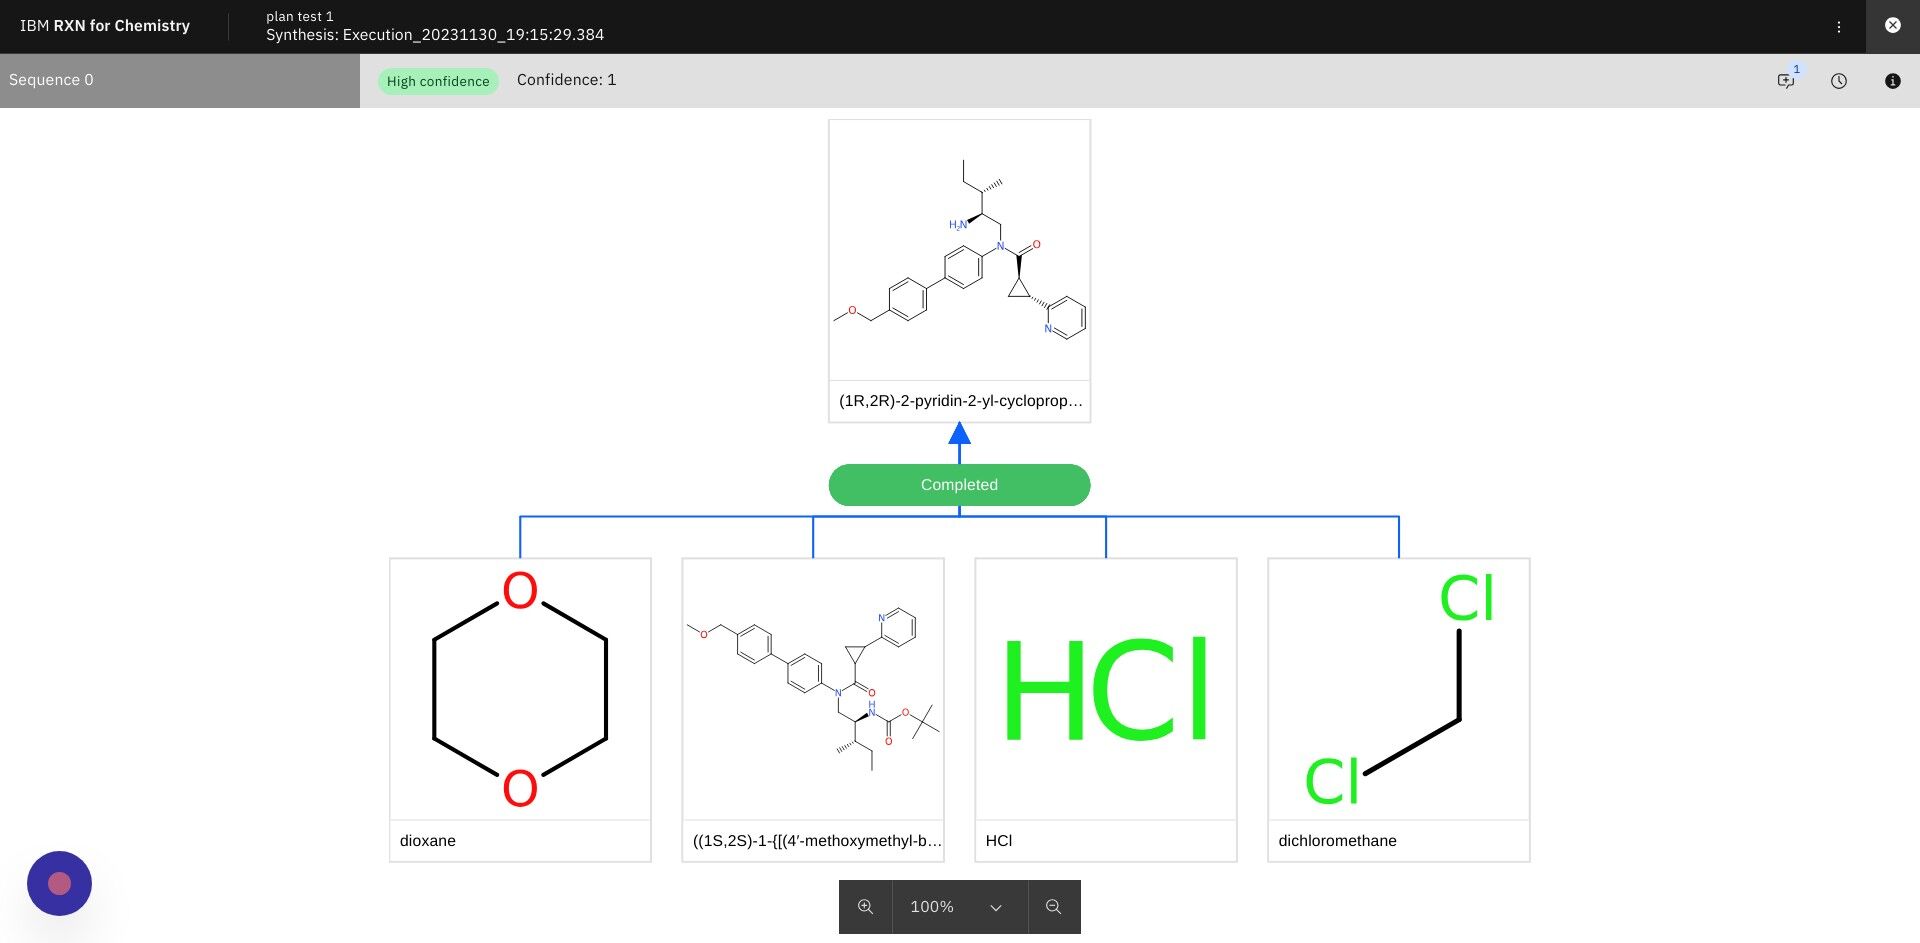 IBM RXN for Chemistry
plan test 1
Synthesis: Execution_20231130_19:15:29.384
Sequence 0
High confidence
Confidence: 1
1
H2N
N
O
O
N
(1R,2R)-2-pyridin-2-yl-cycloprop...
Completed
O
O
dioxane
N
O
N
O
H
N
O
O
((1S,2S)-1-{[(4'-methoxymethyl-b...
HCl
HCl
Cl
Cl
dichloromethane
100%